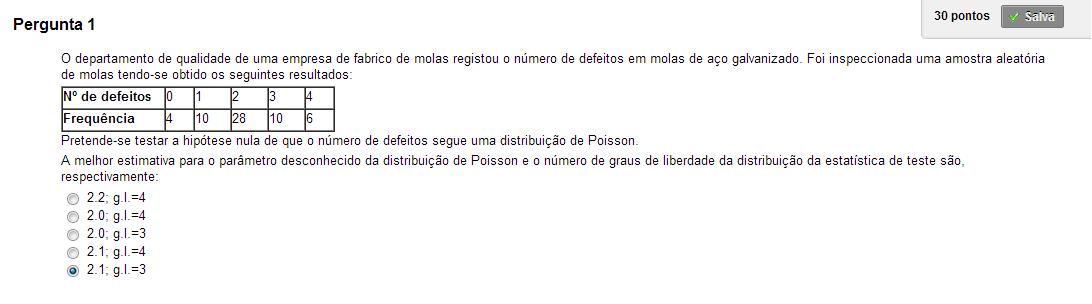 Pergunta 1
30 pontos
Salva
O departamento de qualidade de uma empresa de fabrico de molas registou o número de defeitos em molas de aço galvanizado. Foi inspeccionada uma amostra aleatória
de molas tendo-se obtido os seguintes resultados:
Nº de defeitos 0 1 2 3 4
Frequência 4 10 28 10 6
Pretende-se testar a hipótese nula de que o número de defeitos segue uma distribuição de Poisson.
A melhor estimativa para o parâmetro desconhecido da distribuição de Poisson e o número de graus de liberdade da distribuição da estatística de teste são,
respectivamente:
2.2; g.l.=4
2.0; g.l.=4
2.0; g.l.=3
2.1; g.l.=4
2.1; g.l.=3